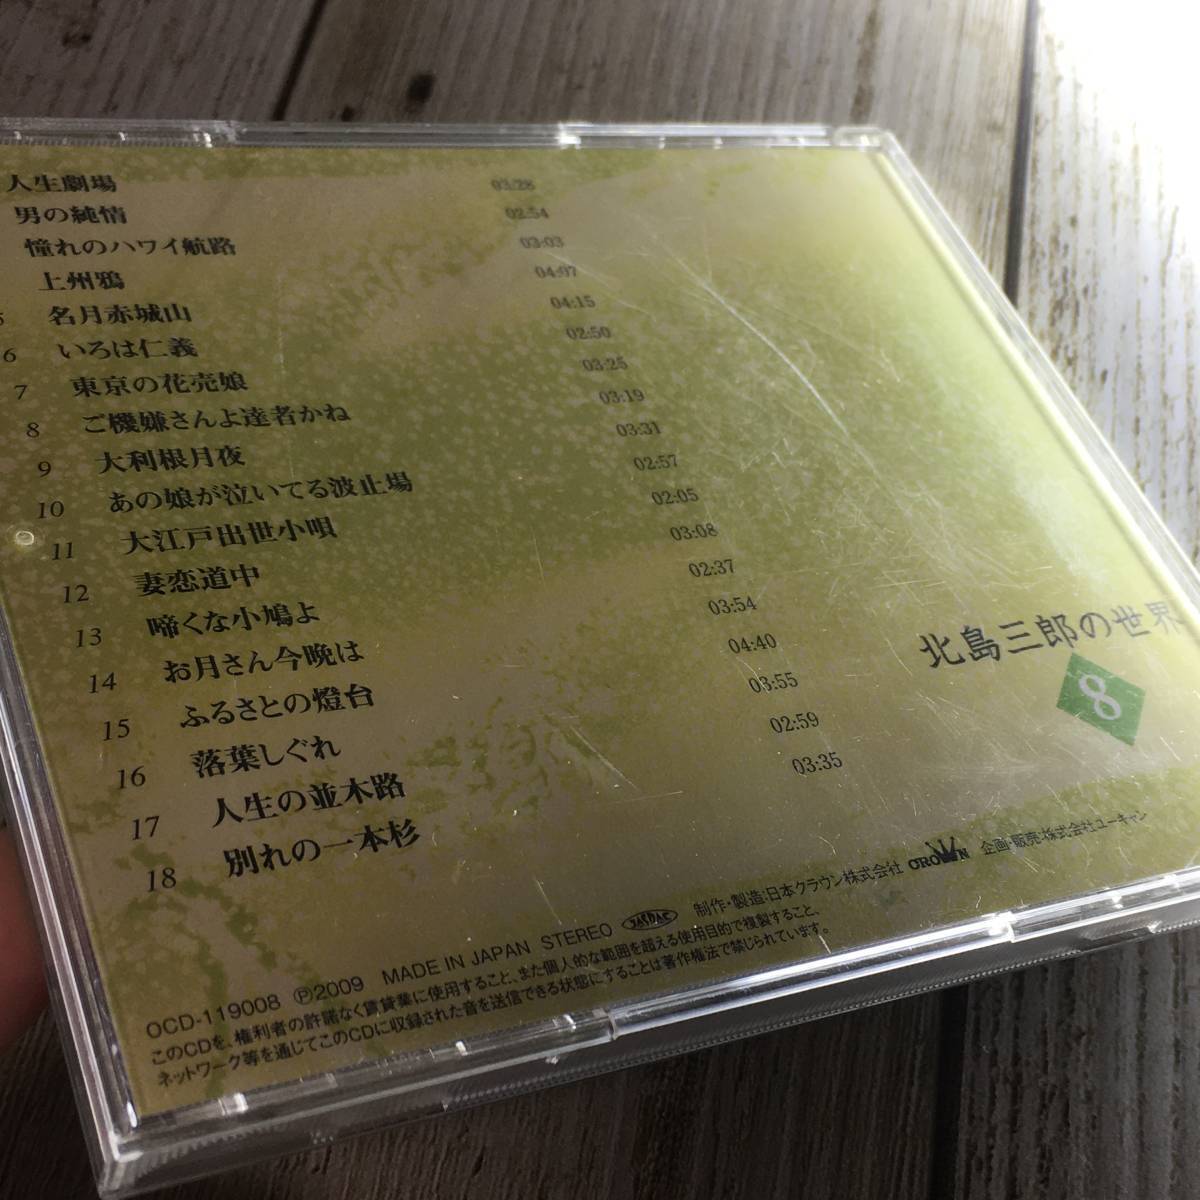 人生劇場 03:28
男の純情 02:54
憧れのハワイ航路 03:03
上州鴉 04:07
5 名月赤城山 04:15
6 いろは仁義 02:50
7 東京の花売娘 03:25
8 ご機嫌さんよ達者かね 03:19
9 大利根月夜 03:31
10 あの娘が泣いてる波止場 02:57
11 大江戸出世小唄 02:05
12 妻恋道中 03:08
13 啼くな小鳩よ 02:37
14 お月さん今晩は 03:54
15 ふるさとの燈台 04:40
16 落葉しぐれ 03:55
17 人生の並木路 02:59
18 別れの一本杉 03:35
北島三郎の世界
8
OCD-119008 Ⓟ2009 MADE IN JAPAN STEREO JASRAC 制作・製造:日本クラウン株式会社 CROWN 企画・販売:株式会社ユーキャン
このCDを、権利者の許諾なく賃貸業に使用すること、また個人的な範囲を超える使用目的で複製すること、
ネットワーク等を通じてこのCDに収録された音を送信できる状態にすることは著作権法で禁じられています。